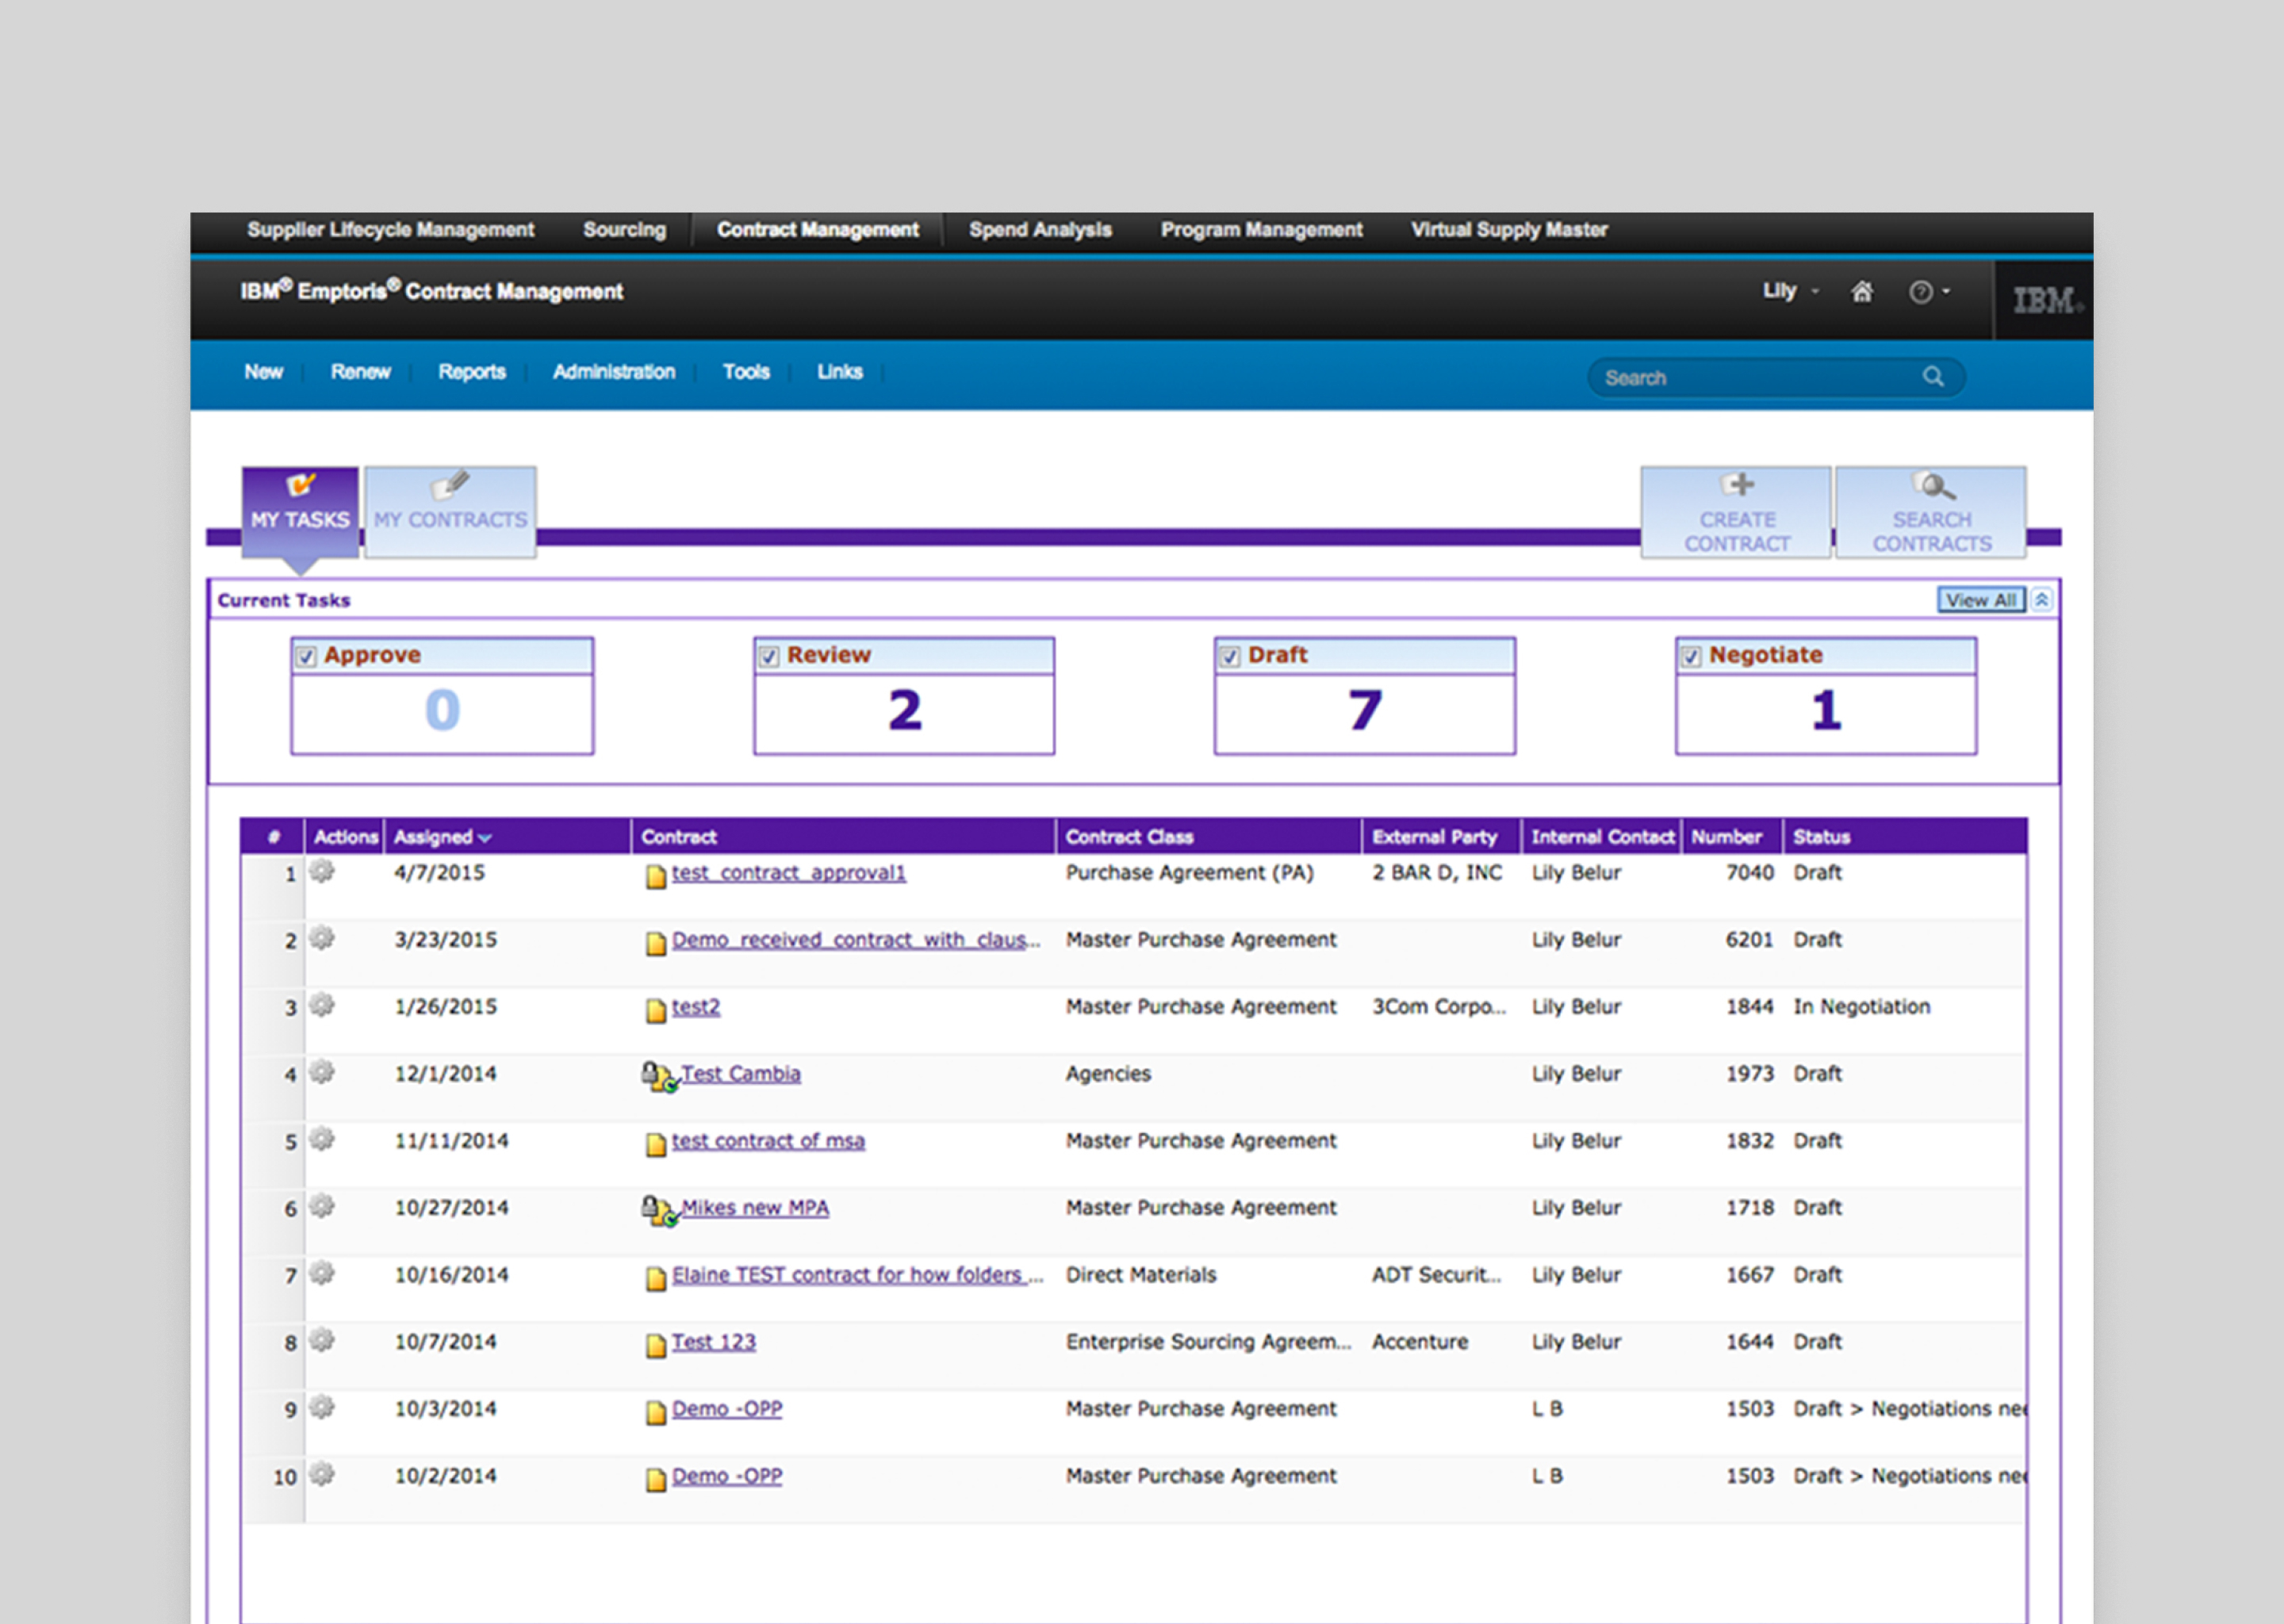 Supplier Lifecycle Management Sourcing Contract Management Spend Analysis Program Management Virtual Supply Master
IBM® Emptoris® Contract Management Lily IBM®
New Renew Reports Administration Tools Links Search
MY TASKS MY CONTRACTS CREATE CONTRACT SEARCH CONTRACTS
Current Tasks View All
Approve Review Draft Negotiate
0 2 7 1
# Actions Assigned Contract Contract Class External Party Internal Contact Number Status
1 4/7/2015 test_contract_approval1 Purchase Agreement (PA) 2 BAR D, INC Lily Belur 7040 Draft
2 3/23/2015 Demo_received_contract_with_claus... Master Purchase Agreement Lily Belur 6201 Draft
3 1/26/2015 test2 Master Purchase Agreement 3Com Corpo... Lily Belur 1844 In Negotiation
4 12/1/2014 Test Cambia Agencies Lily Belur 1973 Draft
5 11/11/2014 test contract of msa Master Purchase Agreement Lily Belur 1832 Draft
6 10/27/2014 Mikes new MPA Master Purchase Agreement Lily Belur 1718 Draft
7 10/16/2014 Elaine TEST contract for how folders ... Direct Materials ADT Securit... Lily Belur 1667 Draft
8 10/7/2014 Test 123 Enterprise Sourcing Agreem... Accenture Lily Belur 1644 Draft
9 10/3/2014 Demo -OPP Master Purchase Agreement L B 1503 Draft > Negotiations nee
10 10/2/2014 Demo -OPP Master Purchase Agreement L B 1503 Draft > Negotiations nee